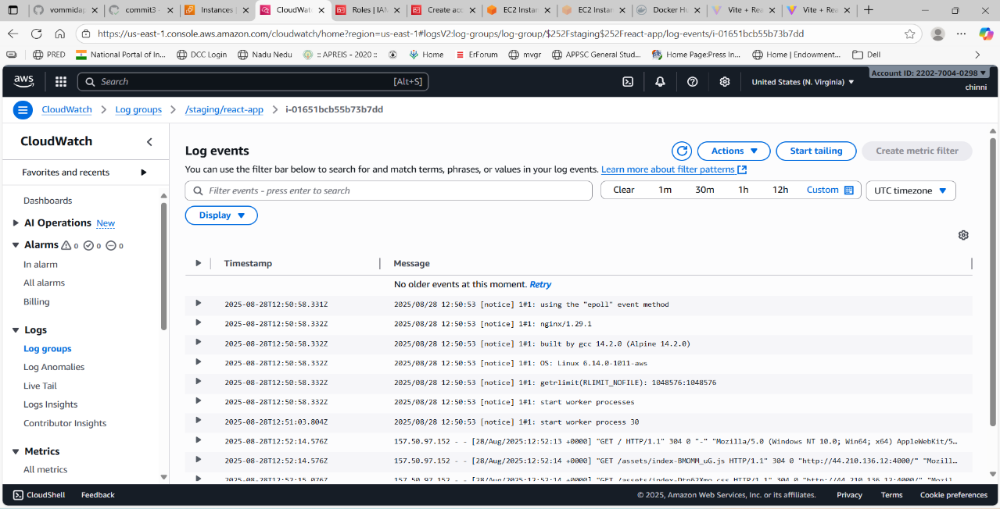 vommidap
commit3 -
Instances |
CloudWat
Roles | IAM
Create acc
EC2 Instan
EC2 Instan
Docker Hu
Vite + Rea
Vite + Rea
https://us-east-1.console.aws.amazon.com/cloudwatch/home?region=us-east-1#logsV2:log-groups/log-group/$252Fstaging$252Freact-app/log-events/i-01651bcb55b73b7dd
PRED
National Portal of In...
DCC Login
Nadu Nedu
:: APREIS - 2020 ::
Home
ErForum
mvgr
APPSC General Stud...
Home Page:Press In...
Home | Endowment...
Dell
aws
Search [Alt+S]
United States (N. Virginia)
Account ID: 2202-7004-0298
chinni
CloudWatch > Log groups > /staging/react-app > i-01651bcb55b73b7dd
CloudWatch
Favorites and recents
Dashboards
AI Operations New
Alarms 0 0 0
In alarm
All alarms
Billing
Logs
Log groups
Log Anomalies
Live Tail
Logs Insights
Contributor Insights
Metrics
All metrics
Log events
Actions
Start tailing
Create metric filter
You can use the filter bar below to search for and match terms, phrases, or values in your log events. Learn more about filter patterns
Filter events - press enter to search
Clear 1m 30m 1h 12h Custom
UTC timezone
Display
Timestamp Message
No older events at this moment. Retry
2025-08-28T12:50:58.331Z 2025/08/28 12:50:53 [notice] 1#1: using the "epoll" event method
2025-08-28T12:50:58.332Z 2025/08/28 12:50:53 [notice] 1#1: nginx/1.29.1
2025-08-28T12:50:58.332Z 2025/08/28 12:50:53 [notice] 1#1: built by gcc 14.2.0 (Alpine 14.2.0)
2025-08-28T12:50:58.332Z 2025/08/28 12:50:53 [notice] 1#1: OS: Linux 6.14.0-1011-aws
2025-08-28T12:50:58.332Z 2025/08/28 12:50:53 [notice] 1#1: getrlimit(RLIMIT_NOFILE): 1048576:1048576
2025-08-28T12:50:58.332Z 2025/08/28 12:50:53 [notice] 1#1: start worker processes
2025-08-28T12:51:03.804Z 2025/08/28 12:50:53 [notice] 1#1: start worker process 30
2025-08-28T12:52:14.576Z 157.50.97.152 - - [28/Aug/2025:12:52:13 +0000] "GET / HTTP/1.1" 304 0 "-" "Mozilla/5.0 (Windows NT 10.0; Win64; x64) AppleWebKit/5…
2025-08-28T12:52:14.576Z 157.50.97.152 - - [28/Aug/2025:12:52:14 +0000] "GET /assets/index-BMOMM_uG.js HTTP/1.1" 304 0 "http://44.210.136.12:4000/" "Mozill…
2025-08-28T12:52:15.076Z 157.50.97.152 - - [28/Aug/2025:12:52:14 +0000] "GET /assets/index-Dtn62Xmo.css HTTP/1.1" 304 0 "http://44.210.136.12:4000/" "Mozil…
CloudShell
Feedback
© 2025, Amazon Web Services, Inc. or its affiliates.
Privacy
Terms
Cookie preferences